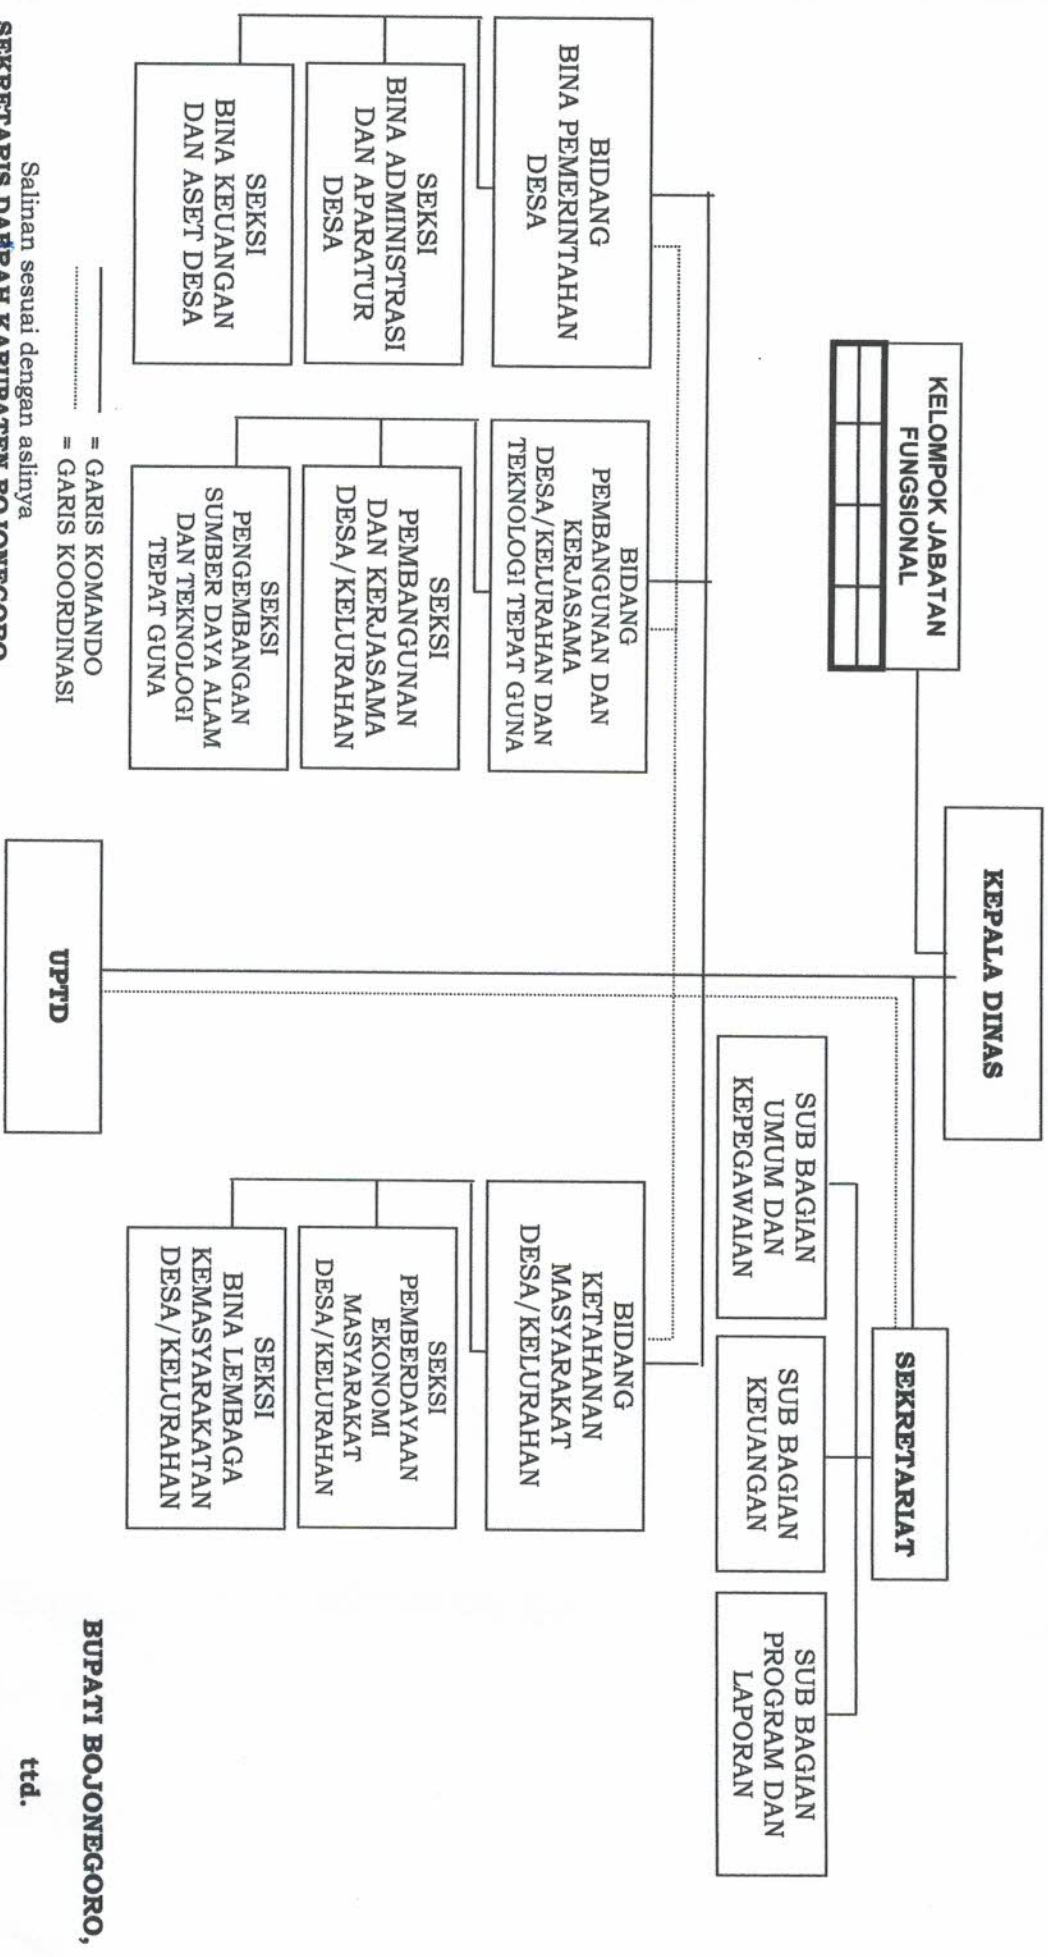 KEPALA DINAS
KELOMPOK JABATAN
FUNGSIONAL
SEKRETARIAT
SUB BAGIAN
UMUM DAN
KEPEGAWAIAN
SUB BAGIAN
KEUANGAN
SUB BAGIAN
PROGRAM DAN
LAPORAN
BIDANG
BINA PEMERINTAHAN
DESA
BIDANG
PEMBANGUNAN DAN
KERJASAMA
DESA/KELURAHAN DAN
TEKNOLOGI TEPAT GUNA
BIDANG
KETAHANAN
MASYARAKAT
DESA/KELURAHAN
SEKSI
BINA ADMINISTRASI
DAN APARATUR
DESA
SEKSI
PEMBANGUNAN
DAN KERJASAMA
DESA/KELURAHAN
SEKSI
PEMBERDAYAAN
EKONOMI
MASYARAKAT
DESA/KELURAHAN
SEKSI
BINA KEUANGAN
DAN ASET DESA
SEKSI
PENGEMBANGAN
SUMBER DAYA ALAM
DAN TEKNOLOGI
TEPAT GUNA
SEKSI
BINA LEMBAGA
KEMASYARAKATAN
DESA/KELURAHAN
= GARIS KOMANDO
= GARIS KOORDINASI
UPTD
BUPATI BOJONEGORO,
ttd.
Salinan sesuai dengan aslinya
SEKRETARIS DAERAH KABUPATEN BOJONEGORO